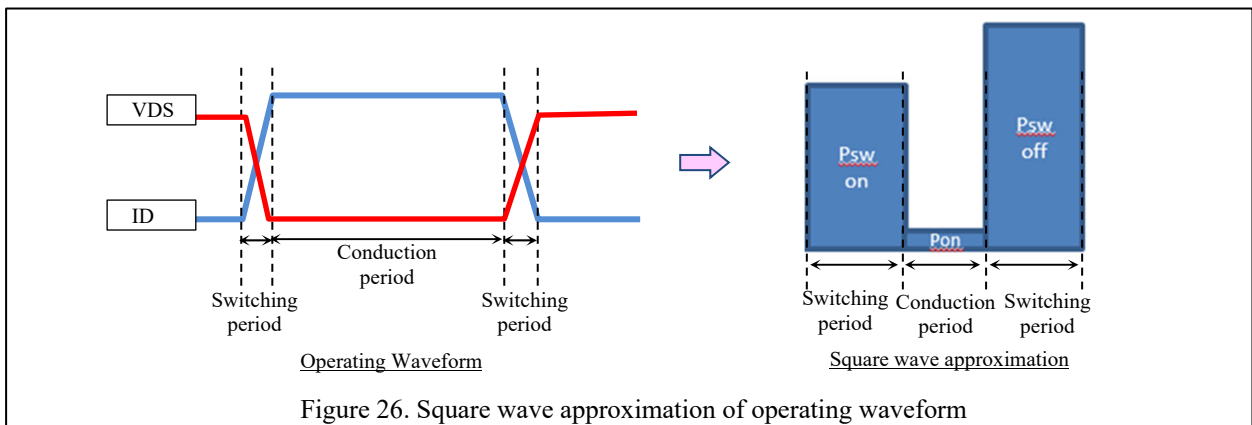 VDS
ID
Conduction
period
Switching
period
Switching
period
Operating Waveform
Psw
on
Pon
Psw
off
Switching
period
Conduction
period
Switching
period
Square wave approximation
Figure 26. Square wave approximation of operating waveform